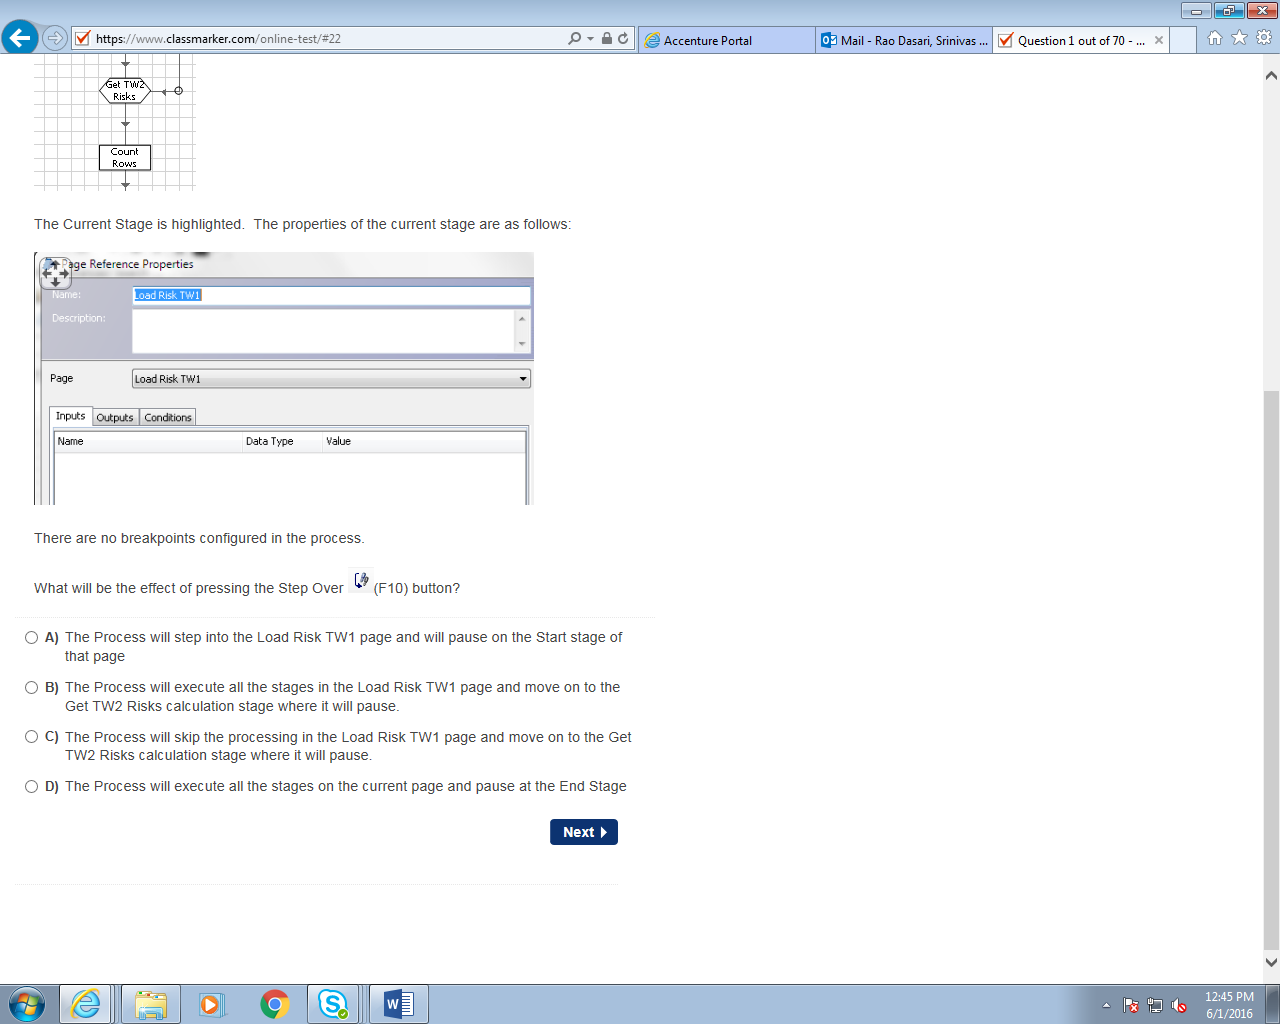 https://www.classmarker.com/online-test/#22
Accenture Portal
Mail - Rao Dasari, Srinivas ...
Question 1 out of 70 - ...
Get TW2
Risks
Count
Rows
The Current Stage is highlighted. The properties of the current stage are as follows:
Page Reference Properties
Name:
Load Risk TW1
Description:
Page
Load Risk TW1
Inputs
Outputs
Conditions
Name
Data Type
Value
There are no breakpoints configured in the process.
What will be the effect of pressing the Step Over (F10) button?
A) The Process will step into the Load Risk TW1 page and will pause on the Start stage of
that page
B) The Process will execute all the stages in the Load Risk TW1 page and move on to the
Get TW2 Risks calculation stage where it will pause.
C) The Process will skip the processing in the Load Risk TW1 page and move on to the Get
TW2 Risks calculation stage where it will pause.
D) The Process will execute all the stages on the current page and pause at the End Stage
Next
12:45 PM
6/1/2016